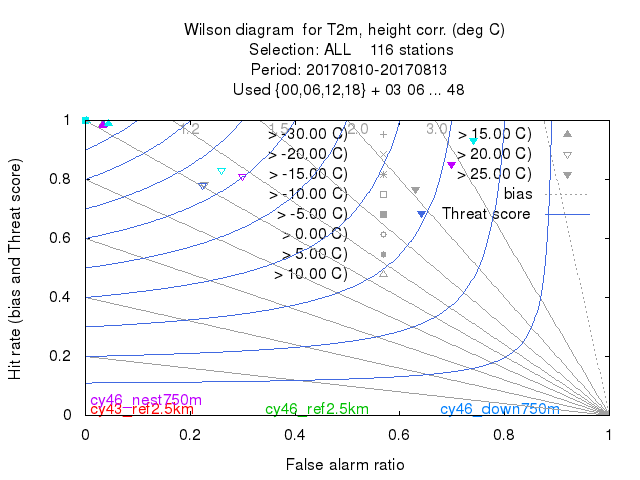 Wilson diagram for T2m, height corr. (deg C)
Selection: ALL 116 stations
Period: 20170810-20170813
Used {00,06,12,18} + 03 06 ... 48
1.2 1.5 2.0 3.0
> -30.00 C) > 15.00 C)
> -20.00 C) > 20.00 C)
> -15.00 C) > 25.00 C)
> -10.00 C) bias
> -5.00 C) Threat score
> 0.00 C)
> 5.00 C)
> 10.00 C)
Hit rate (bias and Threat score)
1
0.8
0.6
0.4
0.2
0
cy46_nest750m
cy43_ref2.5km cy46_ref2.5km cy46_down750m
0 0.2 0.4 0.6 0.8 1
False alarm ratio